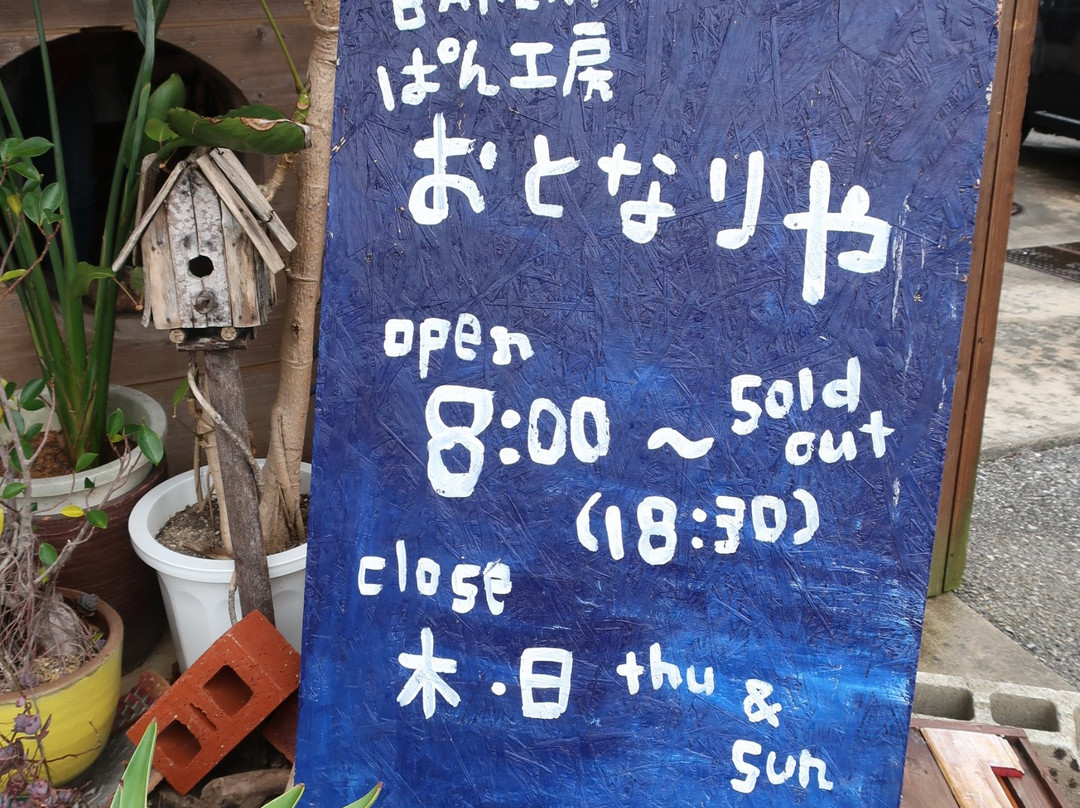 BAKERY
ぱん工房
おとなりや
open
8:00 ~ Sold out
(18:30)
close
木・日 thu & Sun